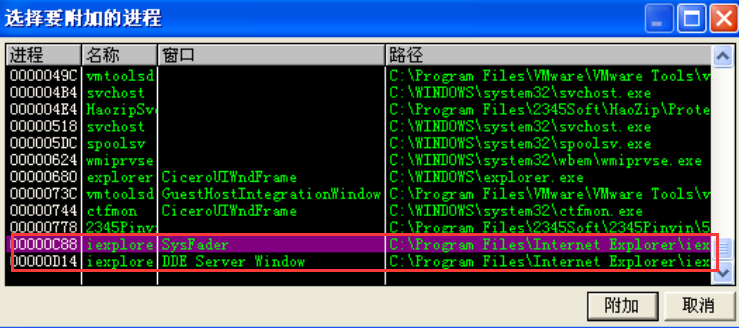 选择要附加的进程
进程 名称 窗口 路径
0000049C vmtoolsd C:\Program Files\VMware\VMware Tools\v
000004B4 svchost C:\WINDOWS\system32\svchost.exe
000004E4 HaozipSv C:\Program Files\2345Soft\HaoZip\Prote
00000518 svchost C:\WINDOWS\system32\svchost.exe
000005DC spoolsv C:\WINDOWS\system32\spoolsv.exe
00000624 wmiprvse C:\WINDOWS\system32\wbem\wmiprvse.exe
00000680 explorer CiceroUIWndFrame C:\WINDOWS\explorer.exe
0000073C vmtoolsd GuestHostIntegrationWindow C:\Program Files\VMware\VMware Tools\v
00000744 ctfmon CiceroUIWndFrame C:\WINDOWS\system32\ctfmon.exe
00000778 2345Pinyi C:\Program Files\2345Soft\2345Pinyin\5
00000C88 iexplore SysFader C:\Program Files\Internet Explorer\iex
00000D14 iexplore DDE Server Window C:\Program Files\Internet Explorer\iex
附加 取消